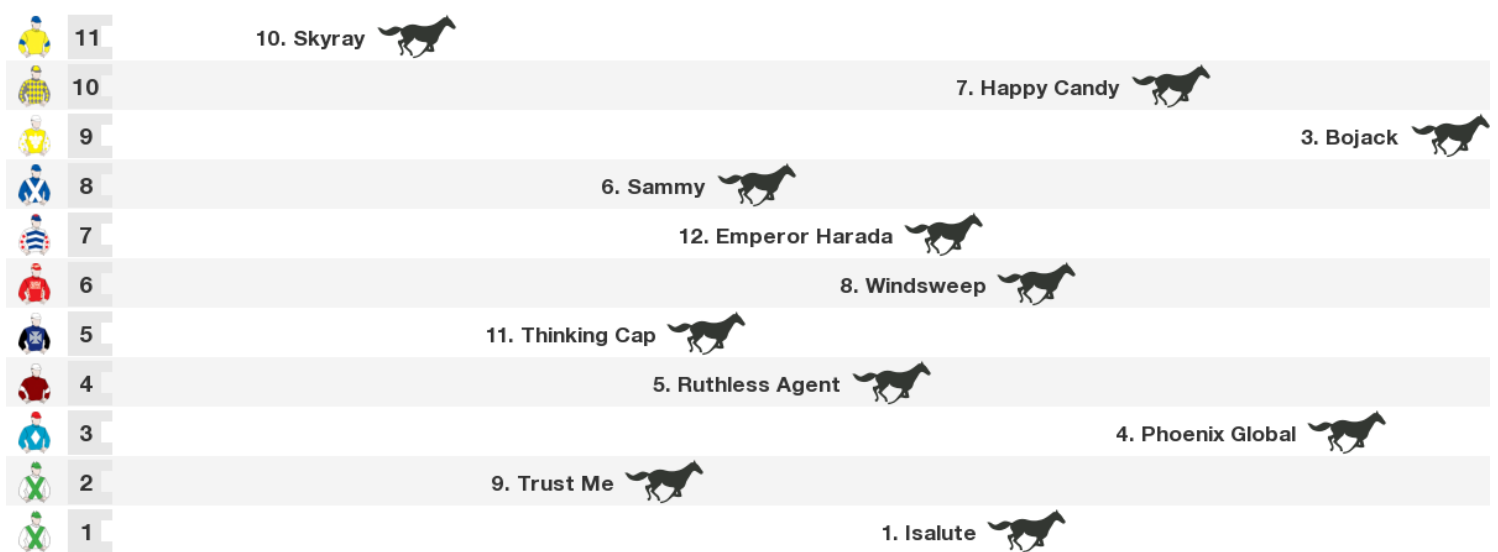 11 10. Skyray
10 7. Happy Candy
9 3. Bojack
8 6. Sammy
7 12. Emperor Harada
6 8. Windsweep
5 11. Thinking Cap
4 5. Ruthless Agent
3 4. Phoenix Global
2 9. Trust Me
1 1. Isalute